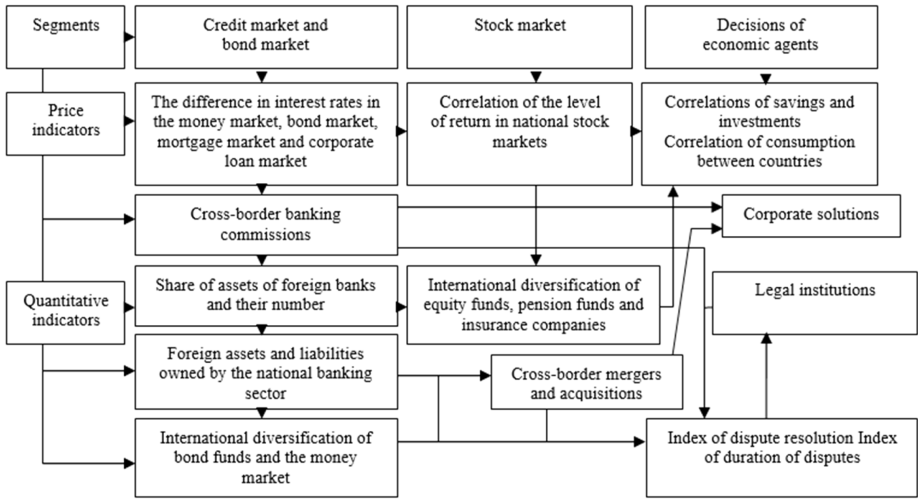 Segments
Credit market and
bond market
Stock market
Decisions of
economic agents
Price
indicators
The difference in interest rates in
the money market, bond market,
mortgage market and corporate
loan market
Correlation of the level
of return in national stock
markets
Correlations of savings and
investments
Correlation of consumption
between countries
Cross-border banking
commissions
Corporate solutions
Quantitative
indicators
Share of assets of foreign banks
and their number
International diversification of
equity funds, pension funds and
insurance companies
Legal institutions
Foreign assets and liabilities
owned by the national banking
sector
Cross-border mergers
and acquisitions
International diversification of
bond funds and the money
market
Index of dispute resolution Index
of duration of disputes